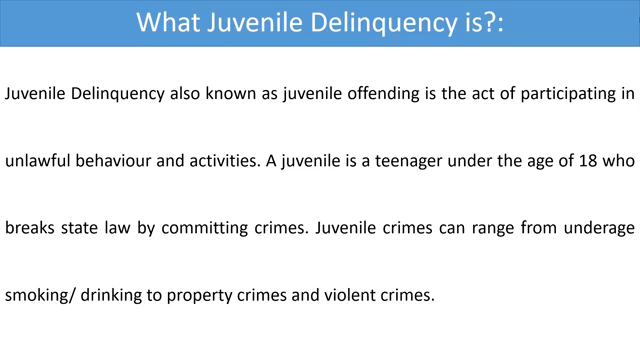 What Juvenile Delinquency is?:
Juvenile Delinquency also known as juvenile offending is the act of participating in
unlawful behaviour and activities. A juvenile is a teenager under the age of 18 who
breaks state law by committing crimes. Juvenile crimes can range from underage
smoking/ drinking to property crimes and violent crimes.